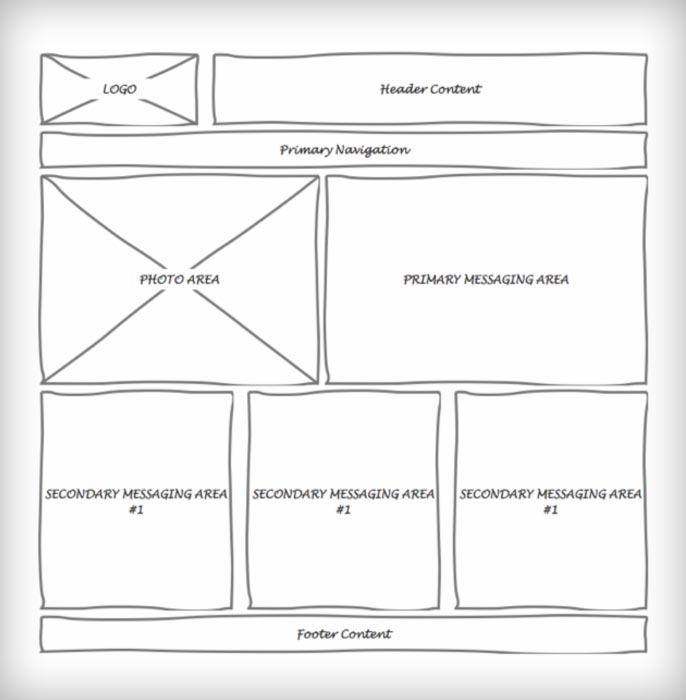 LOGO
Header Content
Primary Navigation
PHOTO AREA
PRIMARY MESSAGING AREA
SECONDARY MESSAGING AREA
#1
SECONDARY MESSAGING AREA
#1
SECONDARY MESSAGING AREA
#1
Footer Content